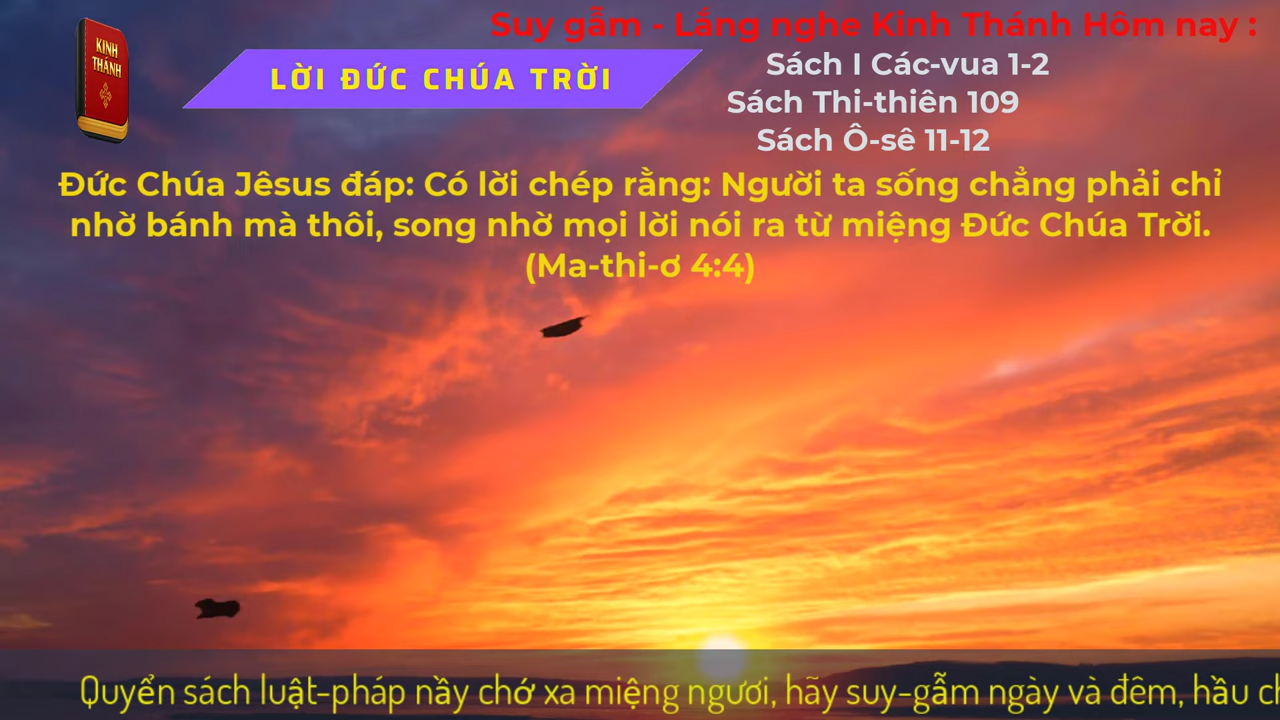 Suy gẫm - Lắng nghe Kinh Thánh Hôm nay :
KINH
THÁNH
LỜI ĐỨC CHÚA TRỜI
Sách I Các-vua 1-2
Sách Thi-thiên 109
Sách Ô-sê 11-12
Đức Chúa Jêsus đáp: Có lời chép rằng: Người ta sống chẳng phải chỉ
nhờ bánh mà thôi, song nhờ mọi lời nói ra từ miệng Đức Chúa Trời.
(Ma-thi-ơ 4:4)
Quyển sách luật-pháp nầy chớ xa miệng ngươi, hãy suy-gẫm ngày và đêm, hầu